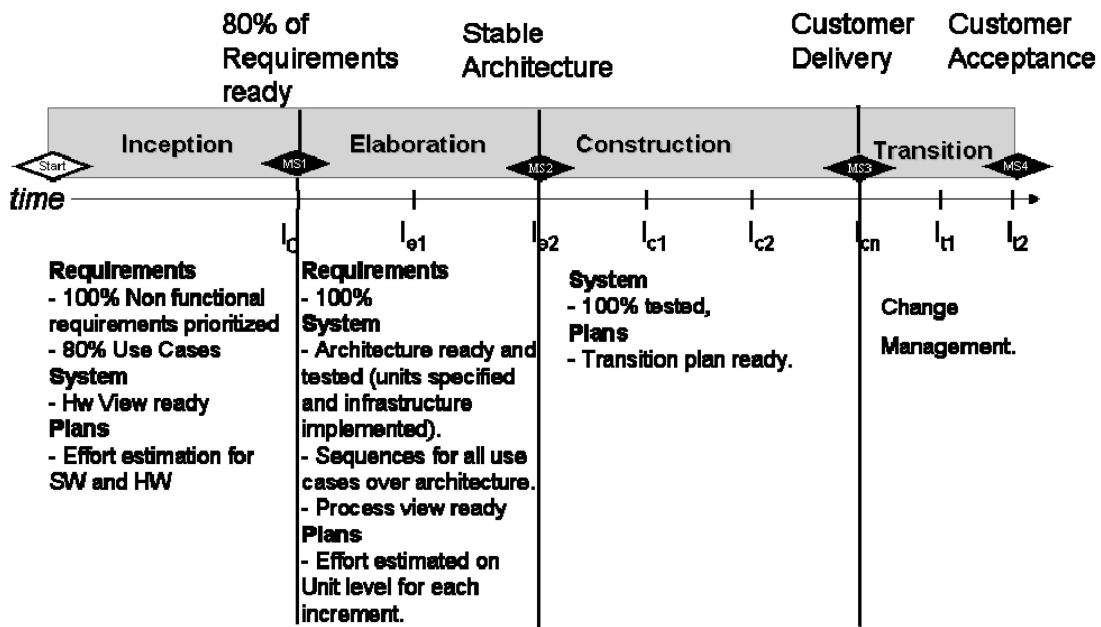 80% of
Requirements
ready
Stable
Architecture
Customer
Delivery
Customer
Acceptance
Inception
Elaboration
Construction
Transition
Start
MS1
MS2
MS3
MS4
time
I0
Ie1
Ie2
Ic1
Ic2
Icn
It1
It2
Requirements
- 100% Non functional
requirements prioritized
- 80% Use Cases
System
- Hw View ready
Plans
- Effort estimation for
SW and HW
Requirements
- 100%
System
- Architecture ready and
tested (units specified
and infrastructure
implemented).
- Sequences for all use
cases over architecture.
- Process view ready
Plans
- Effort estimated on
Unit level for each
increment.
System
- 100% tested,
Plans
- Transition plan ready.
Change
Management.